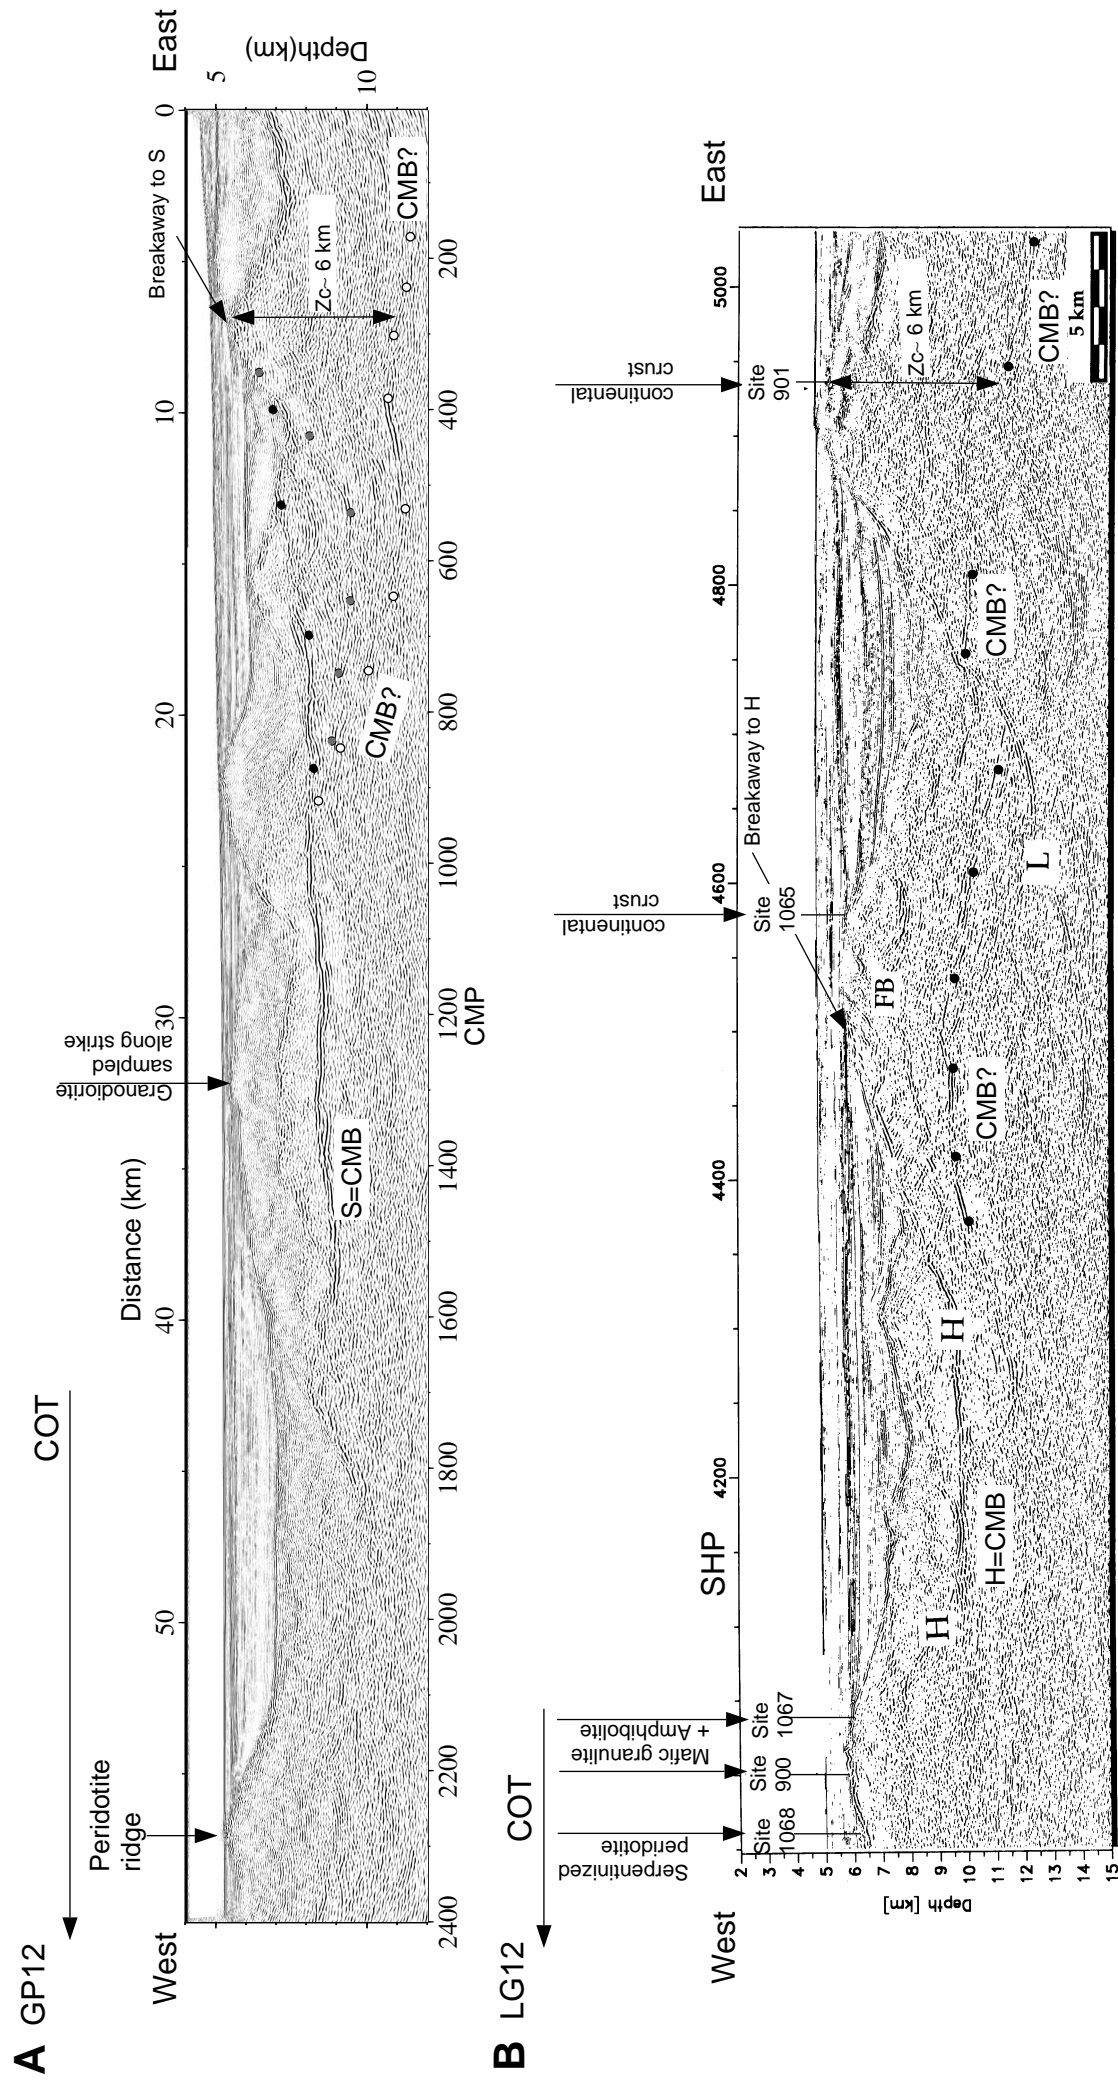 A GP12
COT
Peridotite
ridge
Distance (km)
Granodiorite
sampled
along strike
Breakaway to S
West
East
50
40
30
20
10
0
5
10
Depth(km)
Zc~ 6 km
CMB?
CMB?
S=CMB
2400
2200
2000
1800
1600
1400
1200
1000
800
600
400
200
CMP
B LG12
COT
Serpentinized
peridotite
Mafic granulite
+ Amphibolite
continental
crust
continental
crust
West
SHP
East
Breakaway to H
4200
4400
4600
4800
5000
Site
1068
Site
900
Site
1067
Site
1065
Site
901
Depth [km]
2
3
4
5
6
7
8
9
10
11
12
13
14
15
H
H
H=CMB
FB
CMB?
L
CMB?
Zc~ 6 km
CMB?
5 km